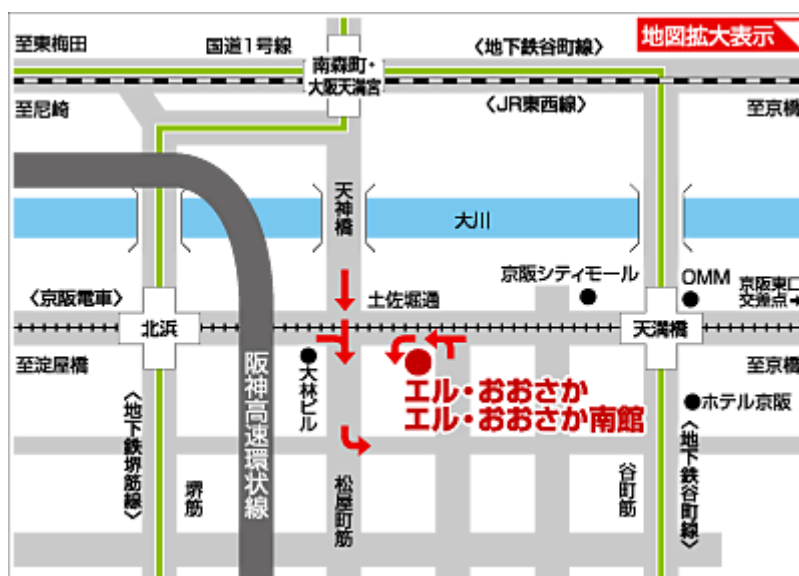 地図拡大表示
至東梅田
国道1号線
〈地下鉄谷町線〉
南森町・
大阪天満宮
至尼崎
〈JR東西線〉
至京橋
天神橋
大川
京阪シティモール
OMM
京阪東口
交差点→
〈京阪電車〉
土佐堀通
北浜
天満橋
至淀屋橋
至京橋
阪神高速環状線
大林ビル
エル・おおさか
エル・おおさか南館
ホテル京阪
〈地下鉄堺筋線〉
堺筋
松屋町筋
谷町筋
〈地下鉄谷町線〉